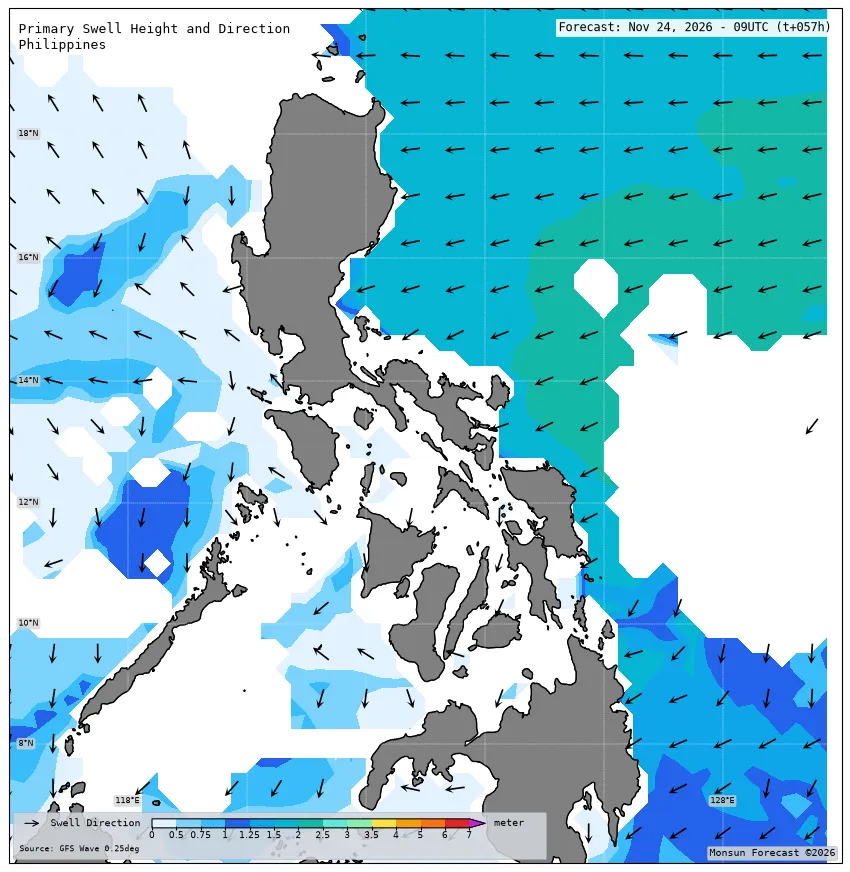 Primary Swell Height and Direction
Philippines
Forecast: Nov 24, 2026 - 09UTC (t+057h)
18°N
16°N
14°N
12°N
10°N
8°N
118°E
128°E
Swell Direction
0 0.5 0.75 1 1.25 1.5 2 2.5 3 3.5 4 5 6 7
meter
Source: GFS Wave 0.25deg
Monsun Forecast ©2026